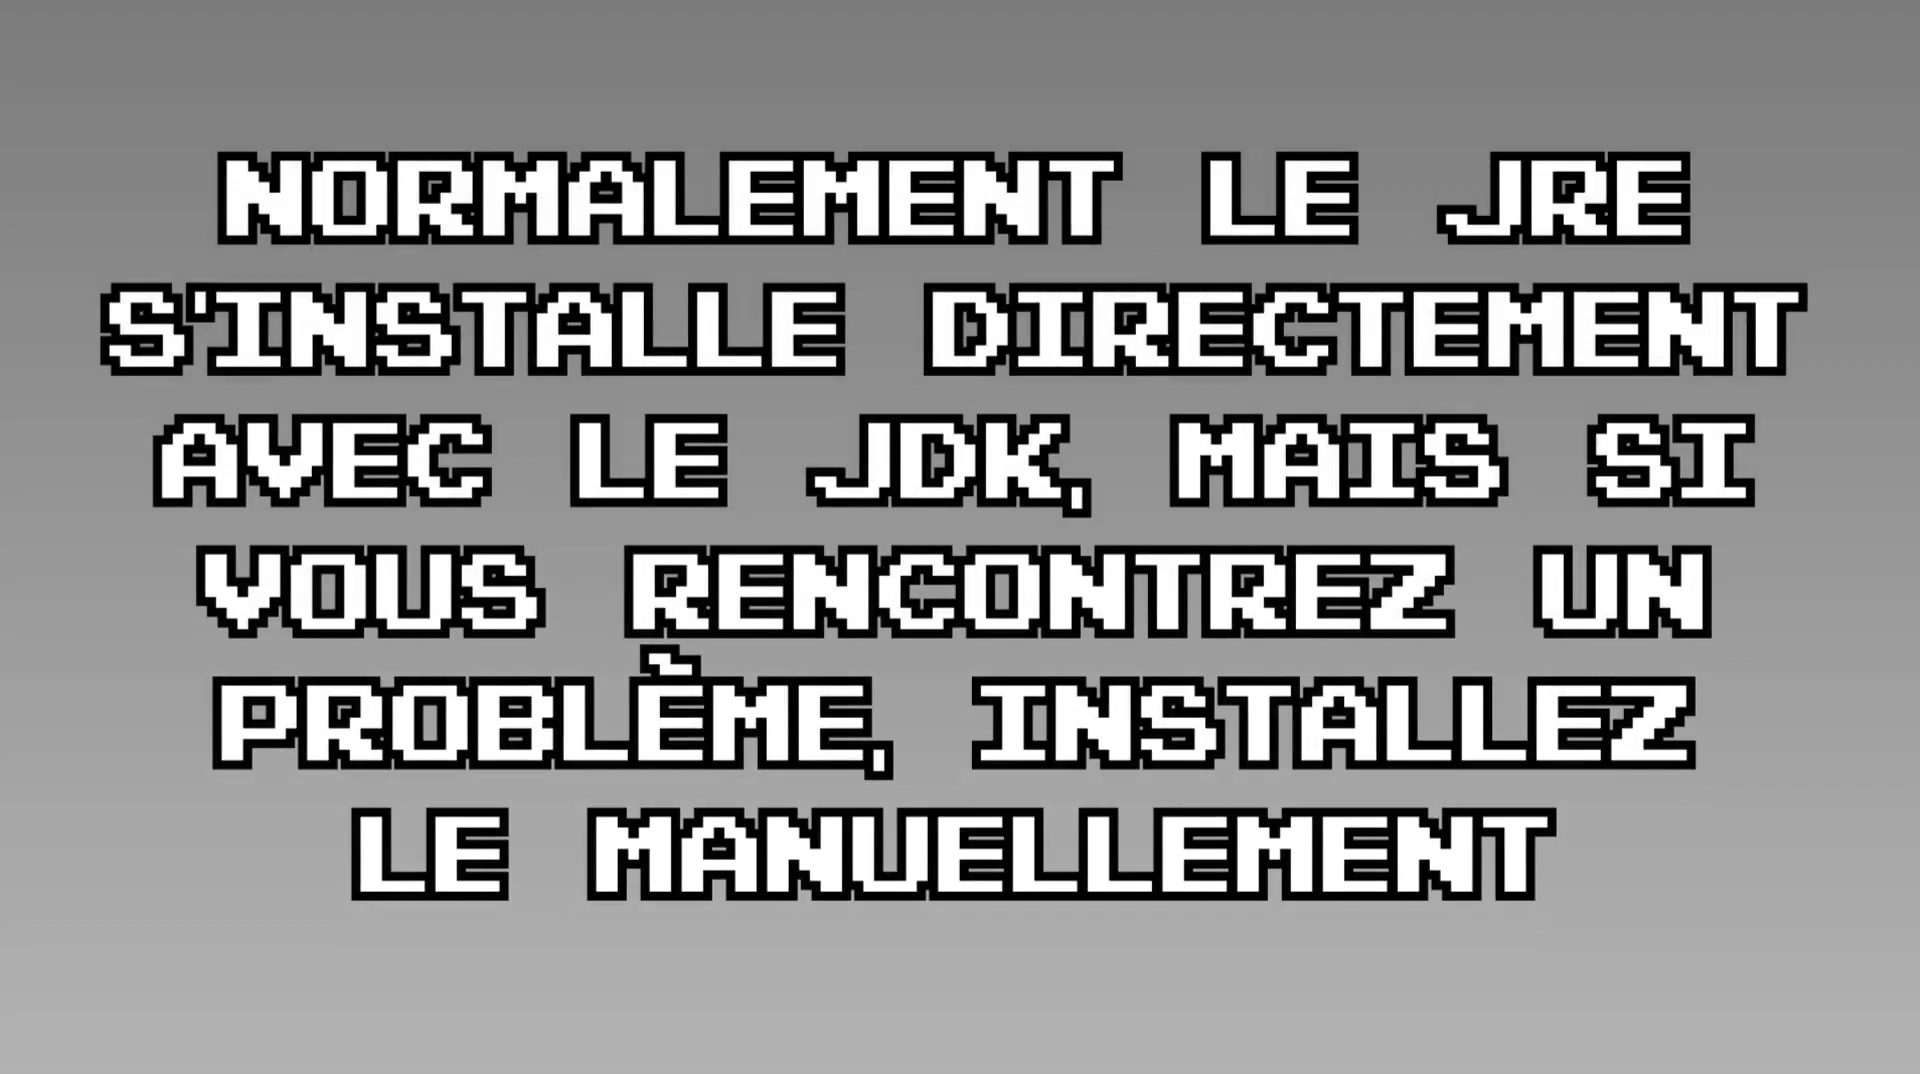 NORMALEMENT LE JRE
S'INSTALLE DIRECTEMENT
AVEC LE JDK, MAIS SI
VOUS RENCONTREZ UN
PROBLÈME, INSTALLEZ
LE MANUELLEMENT